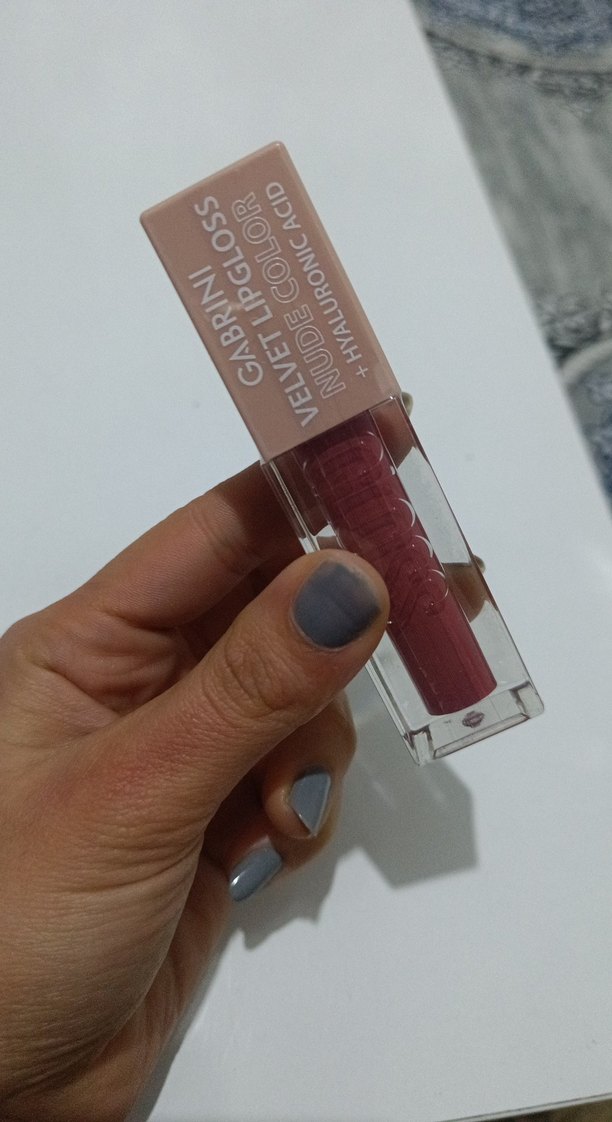 GABRINI
VELVET LIPGLOSS
NUDE COLOR
+ HYALURONIC ACID